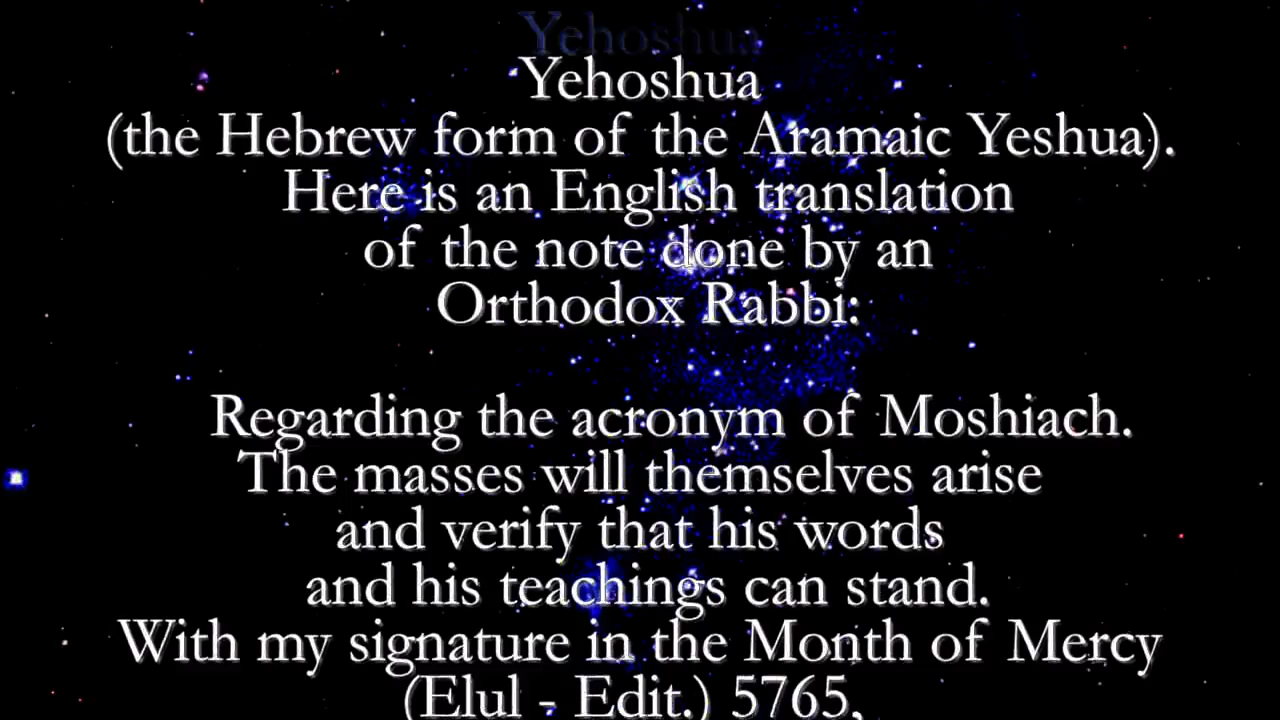 Yehoshua
Yehoshua
(the Hebrew form of the Aramaic Yeshua).
Here is an English translation
of the note done by an
Orthodox Rabbi:
Regarding the acronym of Moshiach.
The masses will themselves arise
and verify that his words
and his teachings can stand.
With my signature in the Month of Mercy
(Elul - Edit.) 5765,